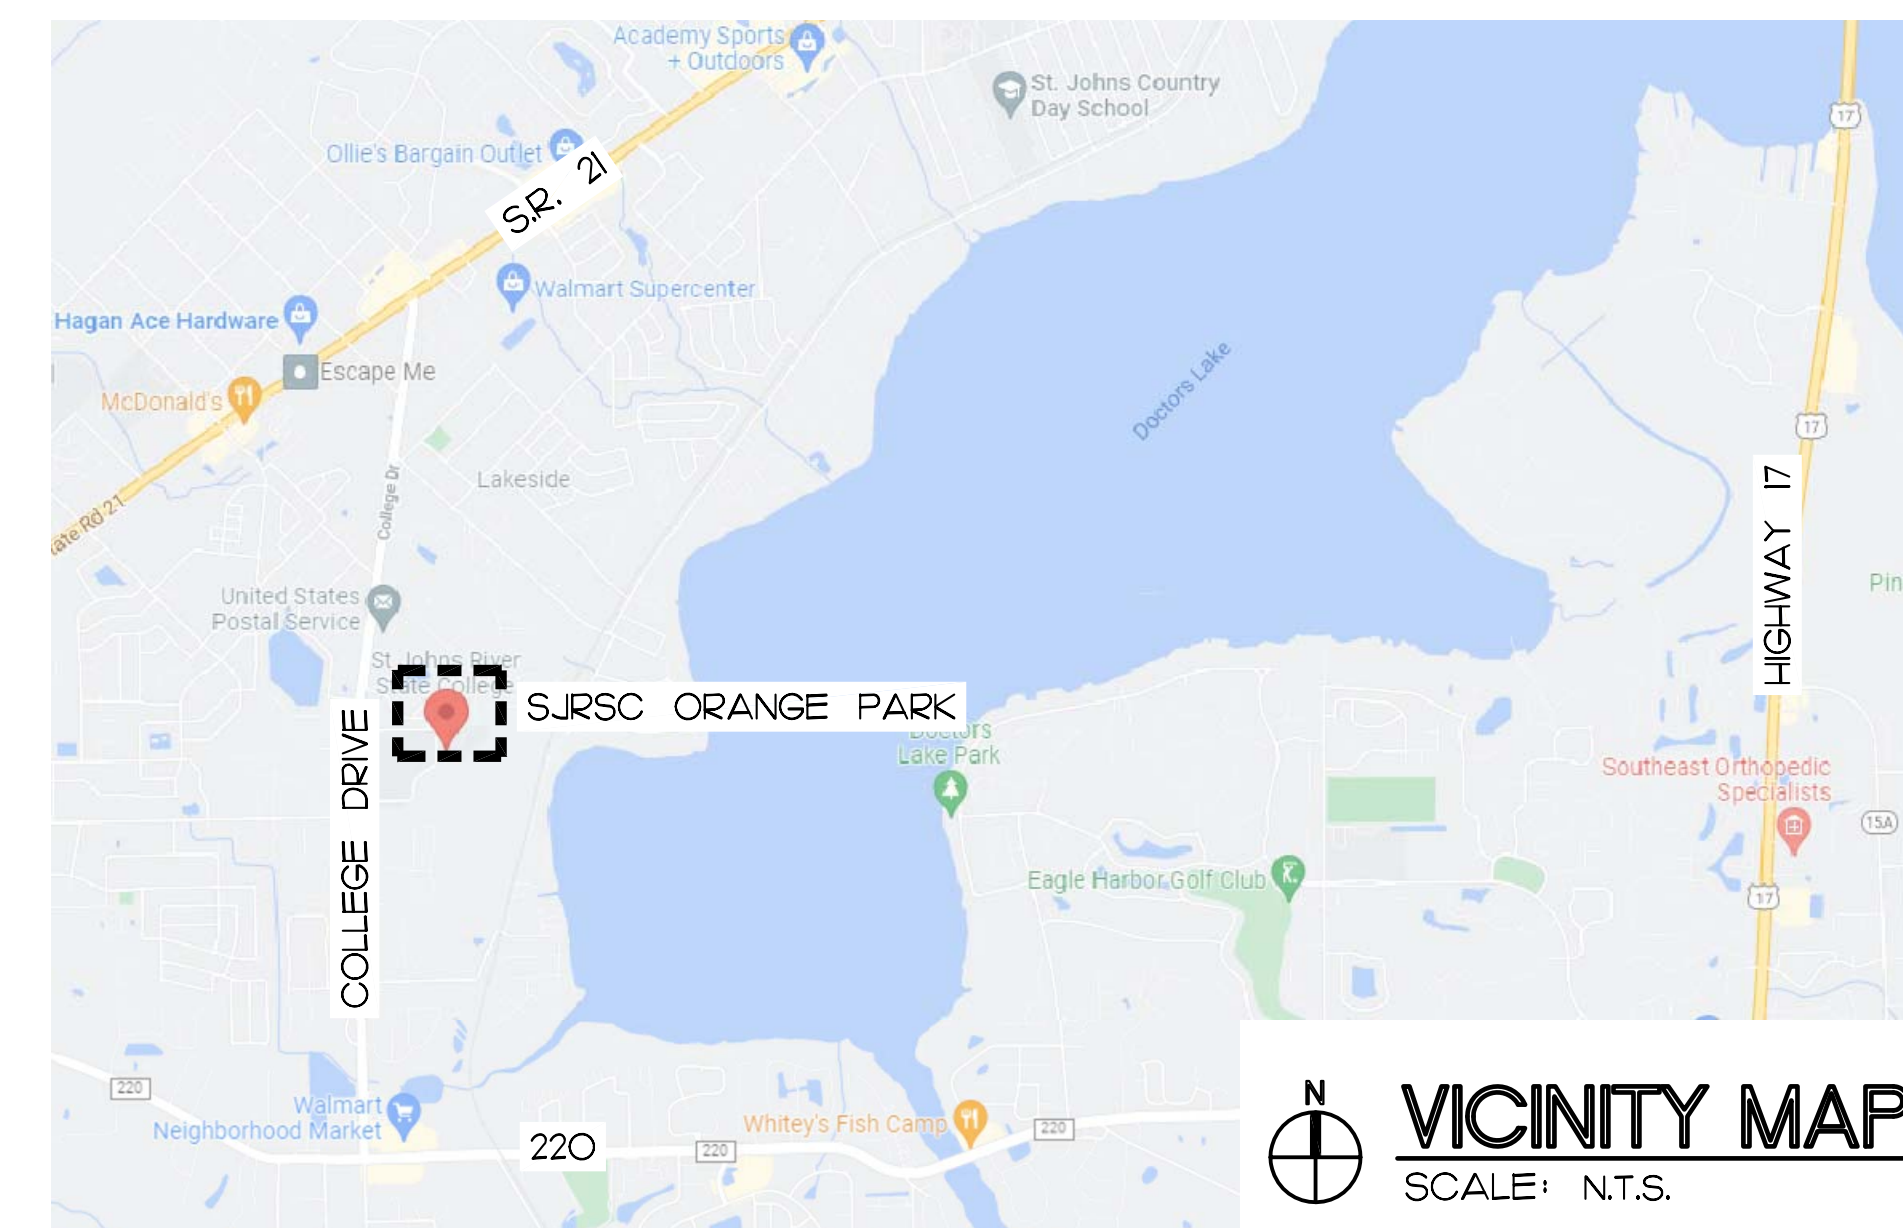 Academy Sports
+ Outdoors
St. Johns Country
Day School
17
Ollie's Bargain Outlet
S.R. 21
Walmart Supercenter
Hagan Ace Hardware
Escape Me
McDonald's
Doctors Lake
17
Lakeside
College Dr
HIGHWAY 17
ate Rd 21
United States
Postal Service
Pin
St. Johns River
State College
SJRSC ORANGE PARK
Doctors
Lake Park
COLLEGE DRIVE
Southeast Orthopedic
Specialists
15A
Eagle Harbor Golf Club
17
220
Walmart
Neighborhood Market
Whitey's Fish Camp
220
220
220
N
VICINITY MAP
SCALE: N.T.S.